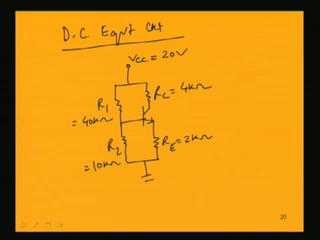 D.C. Eqvt Ckt
Vcc = 20V
R1
= 40kΩ
Rc = 4kΩ
R2
= 10kΩ
RE = 2kΩ
20